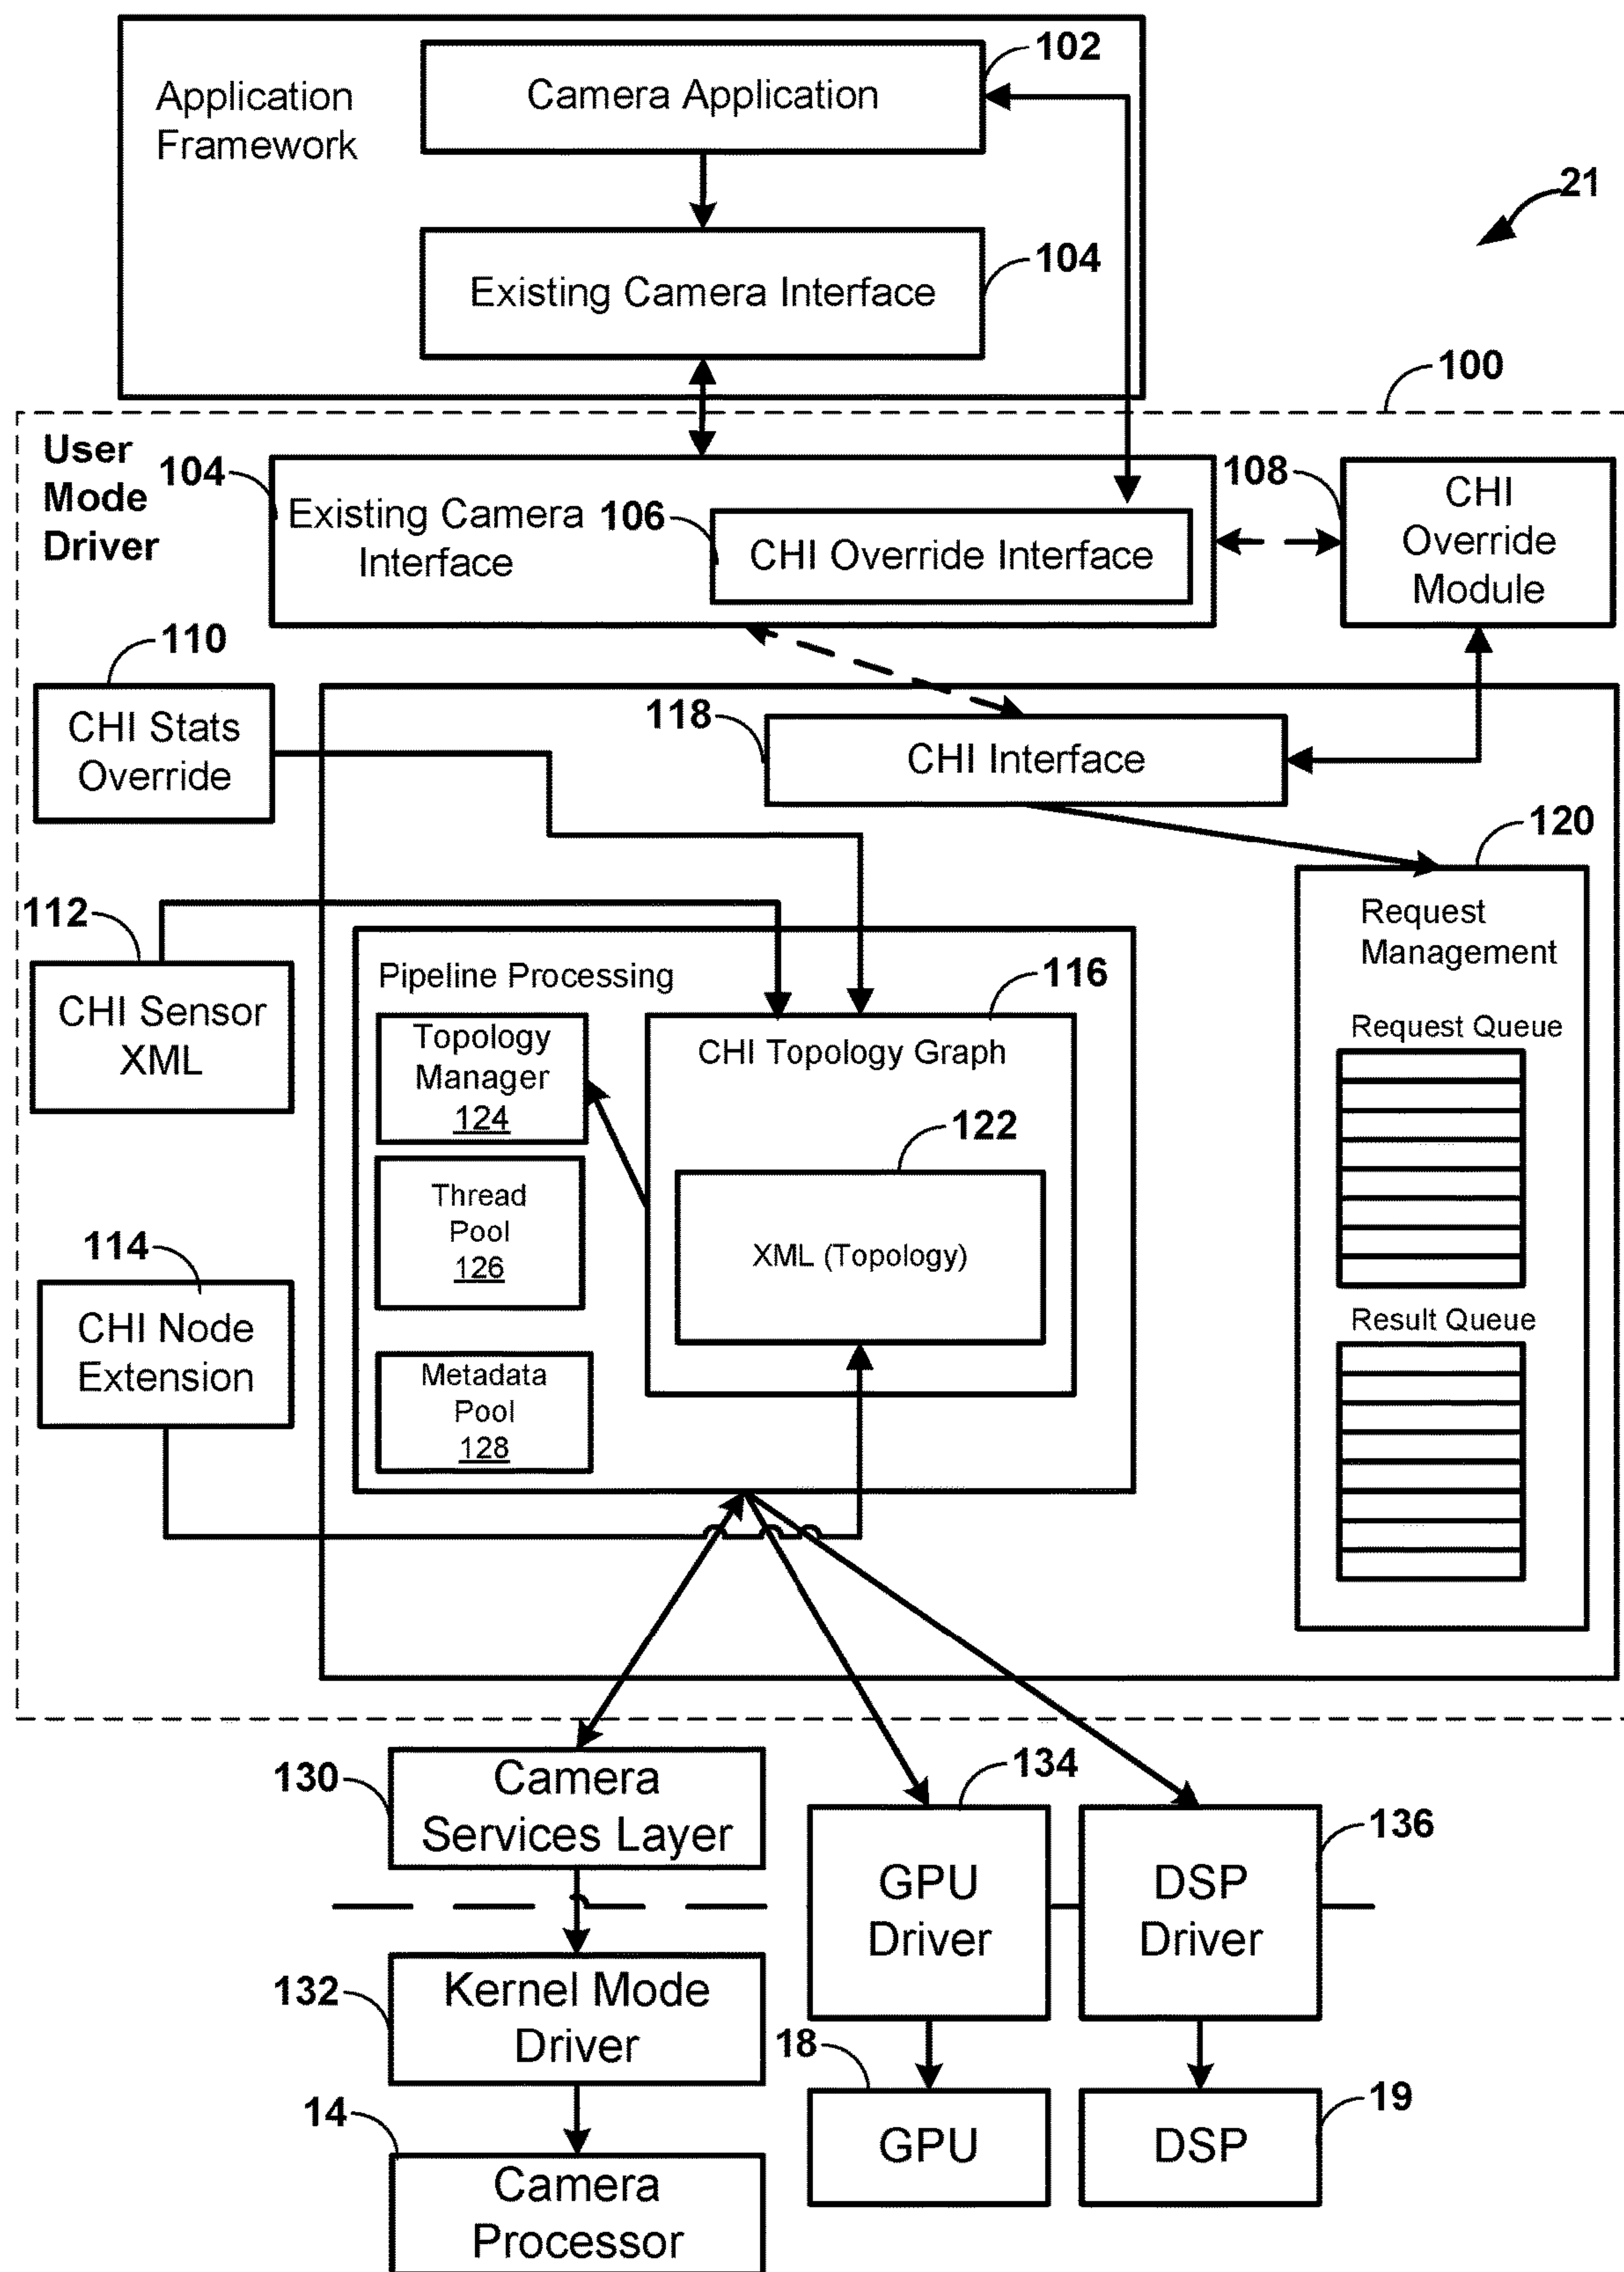 102
Camera Application
Application
Framework
21
104
Existing Camera Interface
100
User
Mode
Driver
104
Existing Camera
Interface
106
CHI Override Interface
108
CHI
Override
Module
110
CHI Stats
Override
118
CHI Interface
120
Request
Management
112
CHI Sensor
XML
Pipeline Processing
116
Topology
Manager
124
CHI Topology Graph
Request Queue
122
Thread
Pool
126
XML (Topology)
114
CHI Node
Extension
Result Queue
Metadata
Pool
128
130
Camera
Services Layer
134
GPU
Driver
136
DSP
Driver
132
Kernel Mode
Driver
18
GPU
19
DSP
14
Camera
Processor